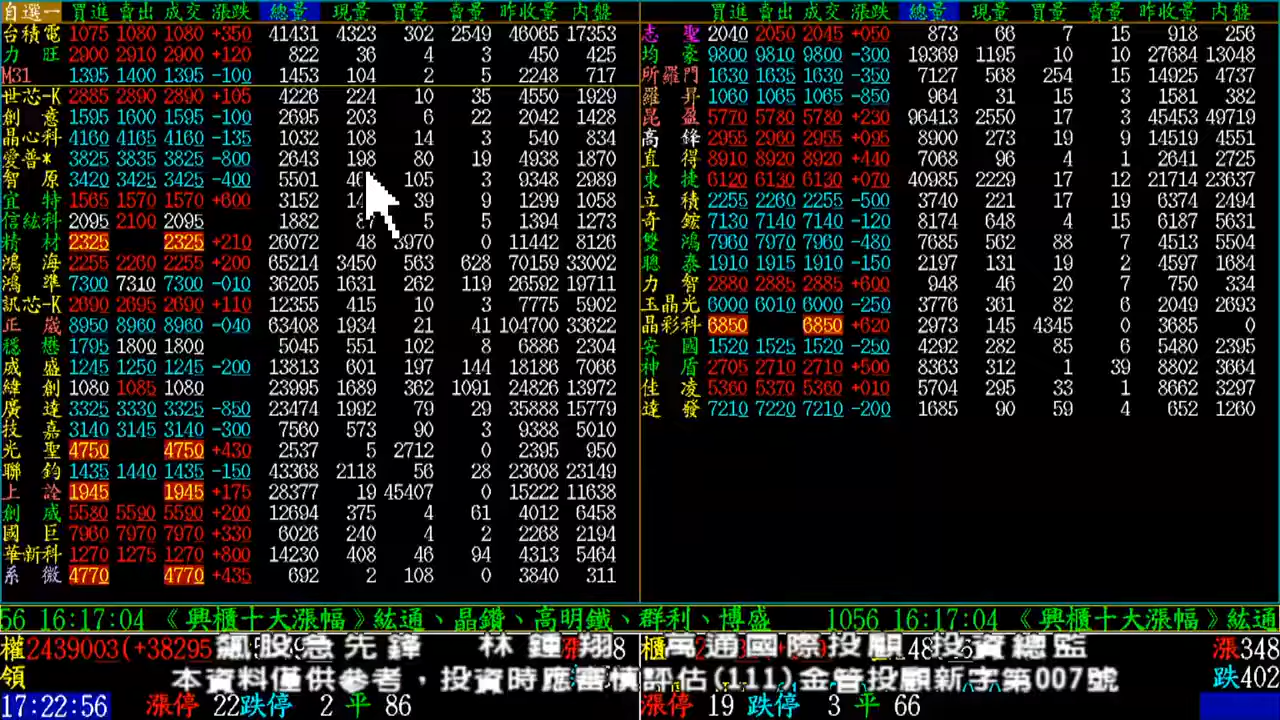 自選一 買進 賣出 成交 漲跌 總量 現量 買量 賣量 昨收量 內盤
台積電 1075 1080 1080 +350 41431 4323 302 2549 46065 17353
力旺 2900 2910 2900 +120 822 36 4 3 450 425
M31 1395 1400 1395 -100 1453 104 2 5 2248 717
世芯-K 2885 2890 2890 +105 4226 224 10 35 4550 1929
創意 1595 1600 1595 -100 2695 203 6 22 2042 1428
晶心科 4160 4165 4160 -135 1032 108 14 3 540 834
愛普* 3825 3835 3825 -800 2643 198 80 19 4938 1870
智原 3420 3425 3425 -400 5501 105 3 9348 2989
宜特 1565 1570 1570 +600 3152 39 9 1299 1058
信紘科 2095 2100 2095 1882 5 5 1394 1273
精材 2325 2325 +210 26072 48 3970 0 11442 8126
鴻海 2255 2260 2255 +200 65214 3450 563 628 70159 33002
鴻準 7300 7310 7300 -010 36205 1631 262 119 26592 19711
訊芯-K 2690 2695 2690 +110 12355 415 10 3 7775 5902
正崴 8950 8960 8960 -040 63408 1934 21 41 104700 33622
穩懋 1795 1800 1800 5045 551 102 8 6886 2304
威盛 1245 1250 1245 -200 13813 601 197 144 18186 7066
緯創 1080 1085 1080 23995 1689 362 1091 24826 13972
廣達 3325 3330 3325 -850 23474 1992 79 29 35888 15779
技嘉 3140 3145 3140 -300 7560 573 90 3 9388 5010
光聖 4750 4750 +430 2537 5 2712 0 2395 950
聯鈞 1435 1440 1435 -150 43368 2118 56 28 23608 23149
上詮 1945 1945 +175 28377 19 45407 0 15222 11638
創威 5580 5590 5590 +200 12694 375 4 61 4012 6458
國巨 7960 7970 7970 +330 6026 240 4 2 2268 2194
華新科 1270 1275 1270 +800 14230 408 46 94 4313 5464
系微 4770 4770 +435 692 2 108 0 3840 311
買進 賣出 成交 漲跌 總量 現量 買量 賣量 昨收量 內盤
志聖 2040 2050 2045 +050 873 66 7 15 918 256
均豪 9800 9810 9800 -300 19369 1195 10 10 27684 13048
所羅門 1630 1635 1630 -350 7127 568 254 15 14925 4737
羅昇 1060 1065 1065 -850 964 31 15 3 1581 382
昆盈 5770 5780 5780 +230 96413 2550 17 3 45453 49719
高鋒 2955 2960 2955 +095 8900 273 19 9 14519 4551
直得 8910 8920 8920 +440 7068 96 4 1 2641 2725
東捷 6120 6130 6130 +070 40985 2229 17 12 21714 23637
立積 2255 2260 2255 -500 3740 221 17 19 6374 2494
奇鋐 7130 7140 7140 -120 8174 648 4 15 6187 5631
雙鴻 7960 7970 7960 -480 7685 562 88 7 4513 5504
聰泰 1910 1915 1910 -150 2197 131 19 2 4597 1684
力智 2880 2885 2885 +600 948 46 20 7 750 334
玉晶光 6000 6010 6000 -250 3776 361 82 6 2049 2693
晶彩科 6850 6850 +620 2973 145 4345 0 3685 0
安國 1520 1525 1520 -250 4292 282 85 6 5480 2395
神盾 2705 2710 2710 +500 8363 312 1 39 8802 3664
佳凌 5360 5370 5360 +010 5704 295 33 1 8662 3297
達發 7210 7220 7210 -200 1685 90 59 4 652 1260
56 16:17:04 《興櫃十大漲幅》紘通、晶鑽、高明鐵、群利、博盛 1056 16:17:04 《興櫃十大漲幅》紘通
權2439003(+38295 櫃 漲348
飆股急先鋒 林鍾翔 萬通國際投顧 投資總監
領 跌402
本資料僅供參考，投資時應審慎評估(111)金管投顧新字第007號
17:22:56 漲停 22 跌停 2 平 86 漲停 19 跌停 3 平 66